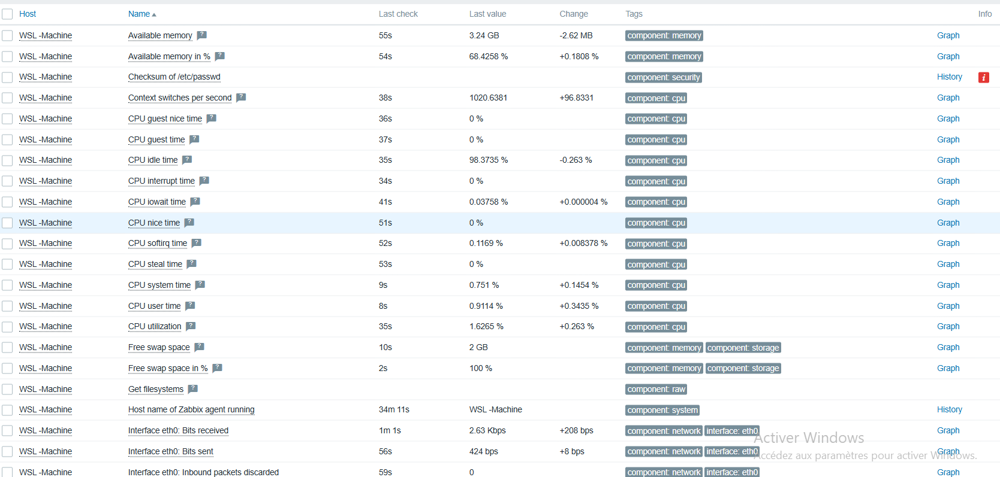 Host Name Last check Last value Change Tags Info
WSL -Machine Available memory ? 55s 3.24 GB -2.62 MB component: memory Graph
WSL -Machine Available memory in % ? 54s 68.4258 % +0.1808 % component: memory Graph
WSL -Machine Checksum of /etc/passwd component: security History i
WSL -Machine Context switches per second ? 38s 1020.6381 +96.8331 component: cpu Graph
WSL -Machine CPU guest nice time ? 36s 0 % component: cpu Graph
WSL -Machine CPU guest time ? 37s 0 % component: cpu Graph
WSL -Machine CPU idle time ? 35s 98.3735 % -0.263 % component: cpu Graph
WSL -Machine CPU interrupt time ? 34s 0 % component: cpu Graph
WSL -Machine CPU iowait time ? 41s 0.03758 % +0.000004 % component: cpu Graph
WSL -Machine CPU nice time ? 51s 0 % component: cpu Graph
WSL -Machine CPU softirq time ? 52s 0.1169 % +0.008378 % component: cpu Graph
WSL -Machine CPU steal time ? 53s 0 % component: cpu Graph
WSL -Machine CPU system time ? 9s 0.751 % +0.1454 % component: cpu Graph
WSL -Machine CPU user time ? 8s 0.9114 % +0.3435 % component: cpu Graph
WSL -Machine CPU utilization ? 35s 1.6265 % +0.263 % component: cpu Graph
WSL -Machine Free swap space ? 10s 2 GB component: memory component: storage Graph
WSL -Machine Free swap space in % ? 2s 100 % component: memory component: storage Graph
WSL -Machine Get filesystems ? component: raw
WSL -Machine Host name of Zabbix agent running 34m 11s WSL -Machine component: system History
WSL -Machine Interface eth0: Bits received 1m 1s 2.63 Kbps +208 bps component: network interface: eth0 Graph
Activer Windows
WSL -Machine Interface eth0: Bits sent 56s 424 bps +8 bps component: network interface: eth0 Graph
Accédez aux paramètres pour activer Windows.
WSL -Machine Interface eth0: Inbound packets discarded 59s 0 component: network interface: eth0 Graph